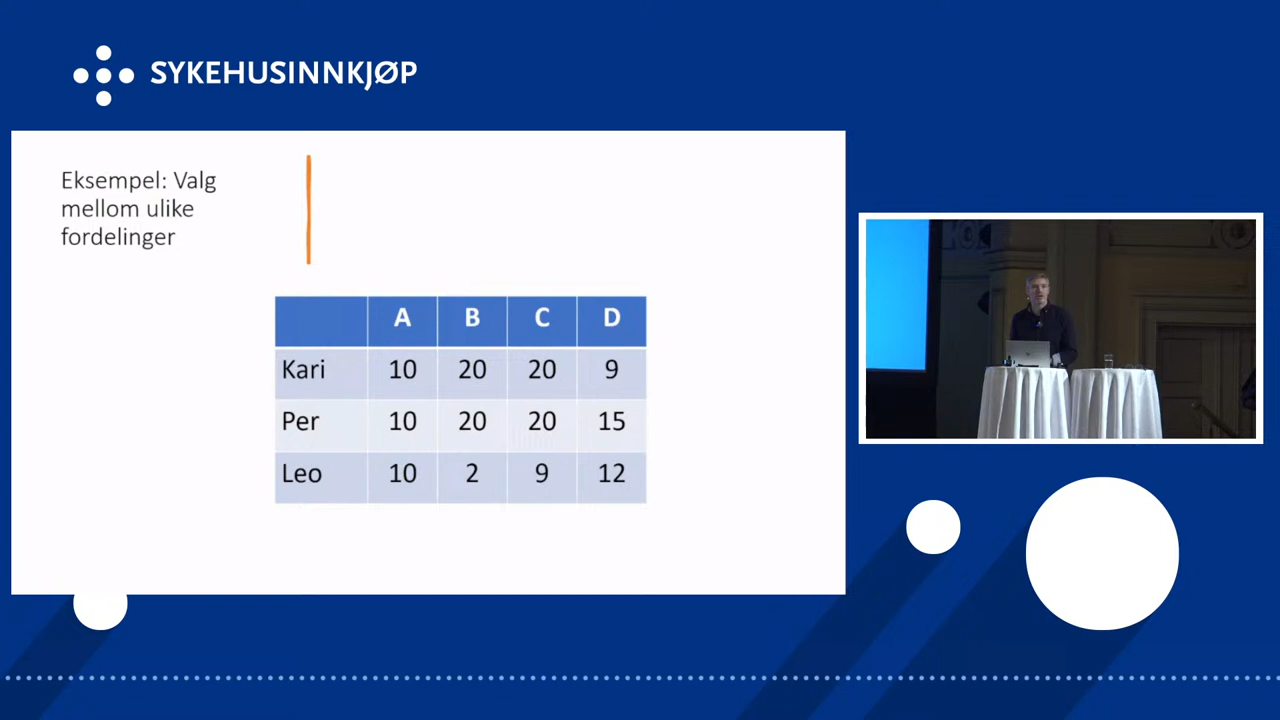 SYKEHUSINNKJØP
Eksempel: Valg
mellom ulike
fordelinger
A B C D
Kari 10 20 20 9
Per 10 20 20 15
Leo 10 2 9 12